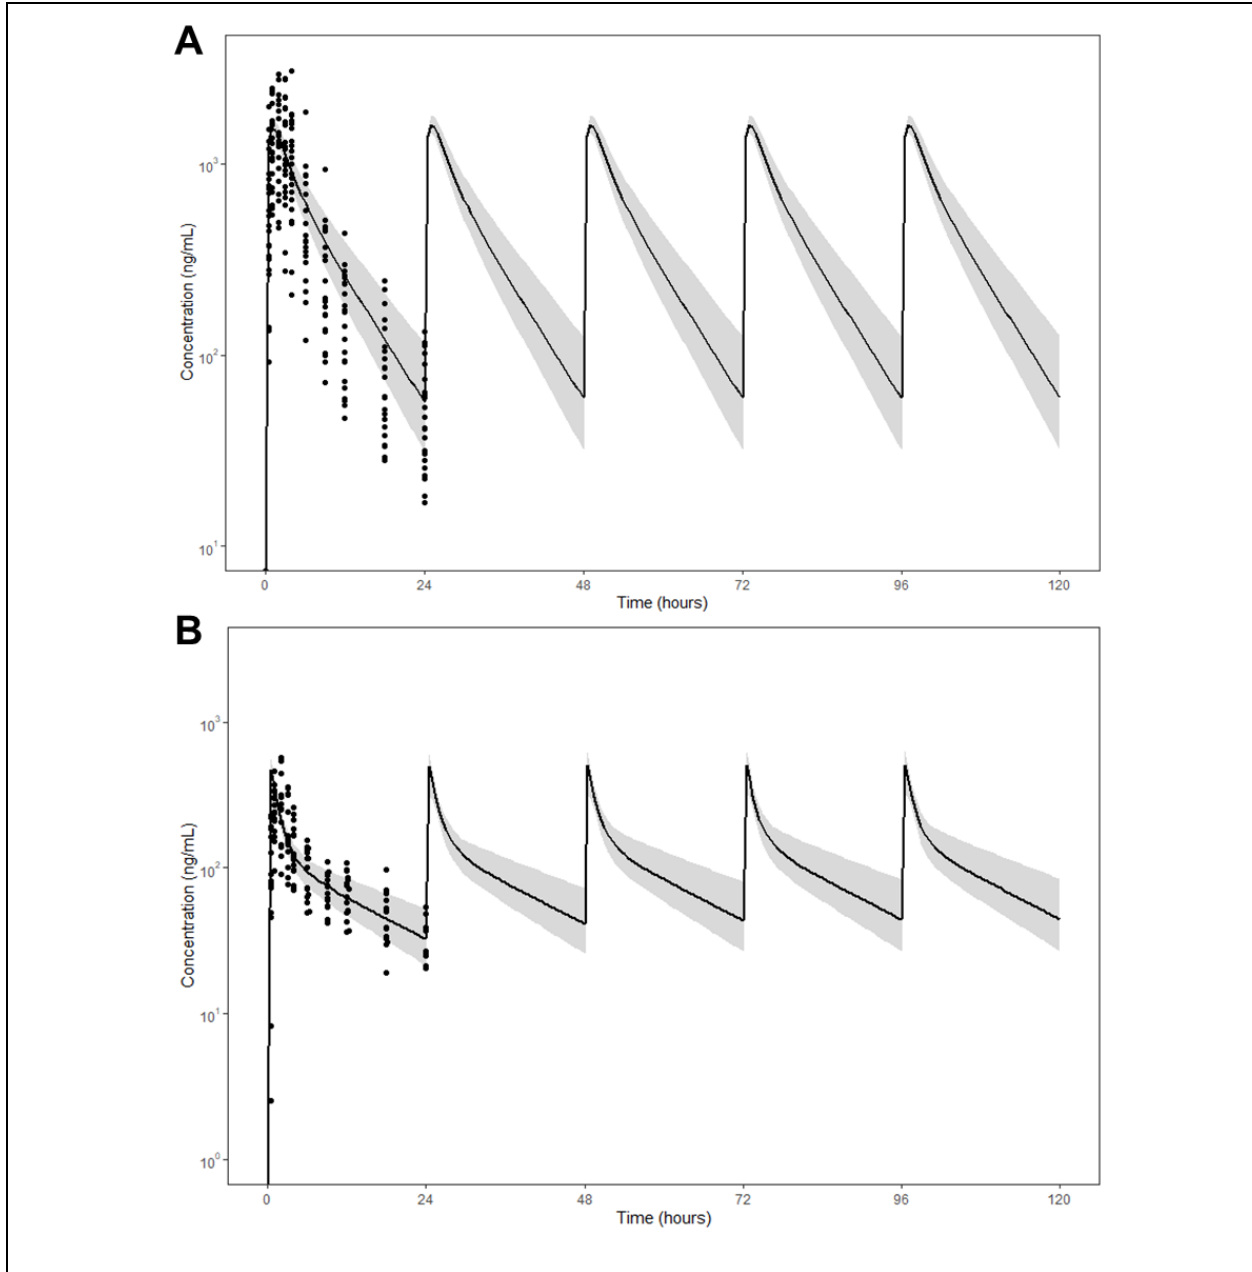 A
Concentration (ng/mL)
10³
10²
10¹
0 24 48 72 96 120
Time (hours)
B
Concentration (ng/mL)
10³
10²
10¹
10⁰
0 24 48 72 96 120
Time (hours)